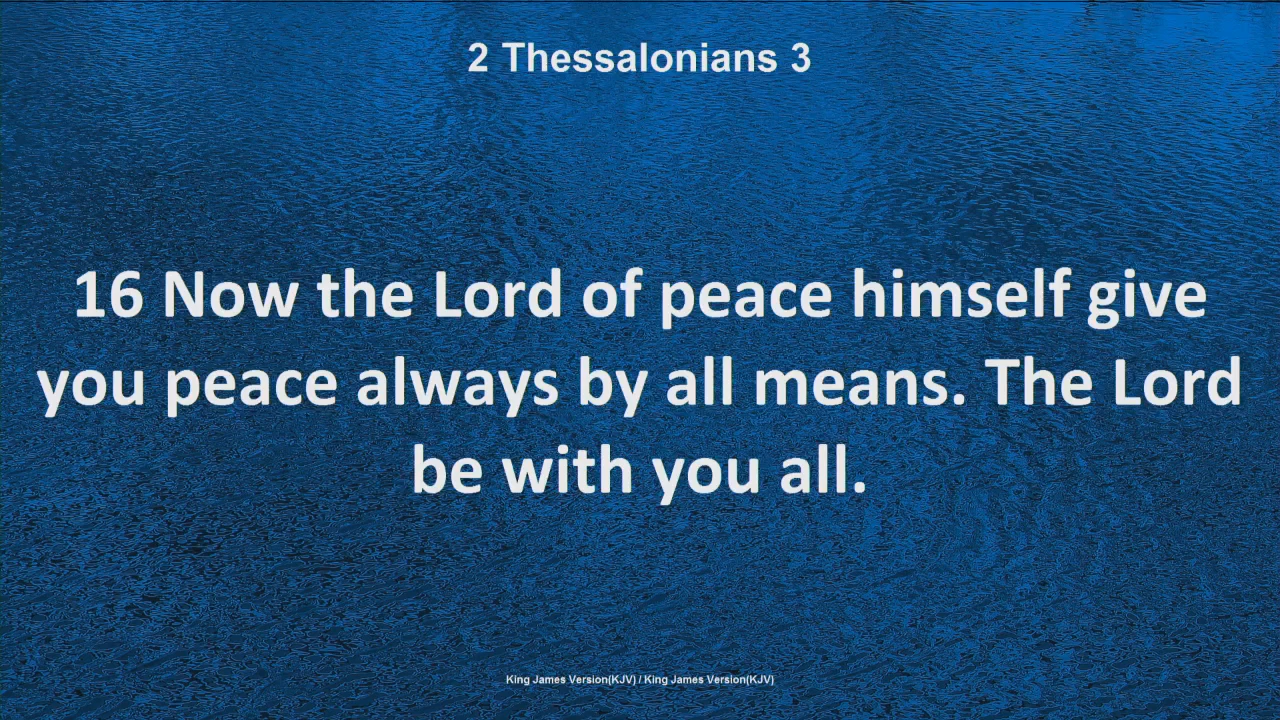 2 Thessalonians 3
16 Now the Lord of peace himself give
you peace always by all means. The Lord
be with you all.
King James Version(KJV) / King James Version(KJV)